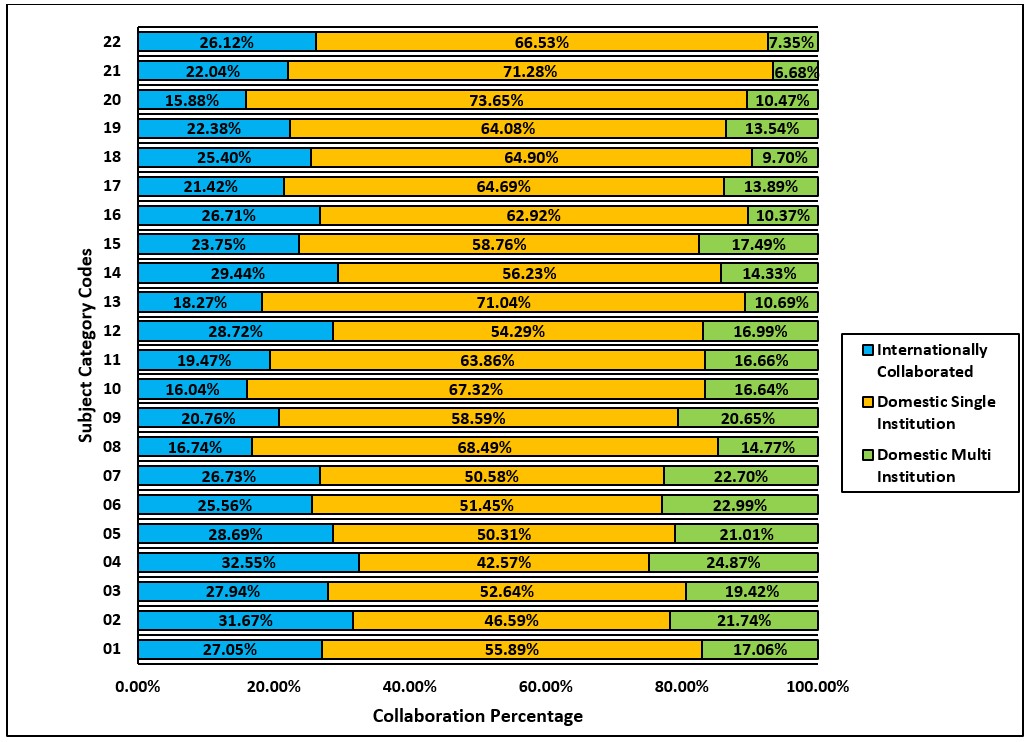 22 26.12% 66.53% 7.35%
21 22.04% 71.28% 6.68%
20 15.88% 73.65% 10.47%
19 22.38% 64.08% 13.54%
18 25.40% 64.90% 9.70%
17 21.42% 64.69% 13.89%
16 26.71% 62.92% 10.37%
15 23.75% 58.76% 17.49%
14 29.44% 56.23% 14.33%
13 18.27% 71.04% 10.69%
12 28.72% 54.29% 16.99%
11 19.47% 63.86% 16.66%
10 16.04% 67.32% 16.64%
09 20.76% 58.59% 20.65%
08 16.74% 68.49% 14.77%
07 26.73% 50.58% 22.70%
06 25.56% 51.45% 22.99%
05 28.69% 50.31% 21.01%
04 32.55% 42.57% 24.87%
03 27.94% 52.64% 19.42%
02 31.67% 46.59% 21.74%
01 27.05% 55.89% 17.06%
0.00% 20.00% 40.00% 60.00% 80.00% 100.00%
Collaboration Percentage
Subject Category Codes
Internationally
Collaborated
Domestic Single
Institution
Domestic Multi
Institution